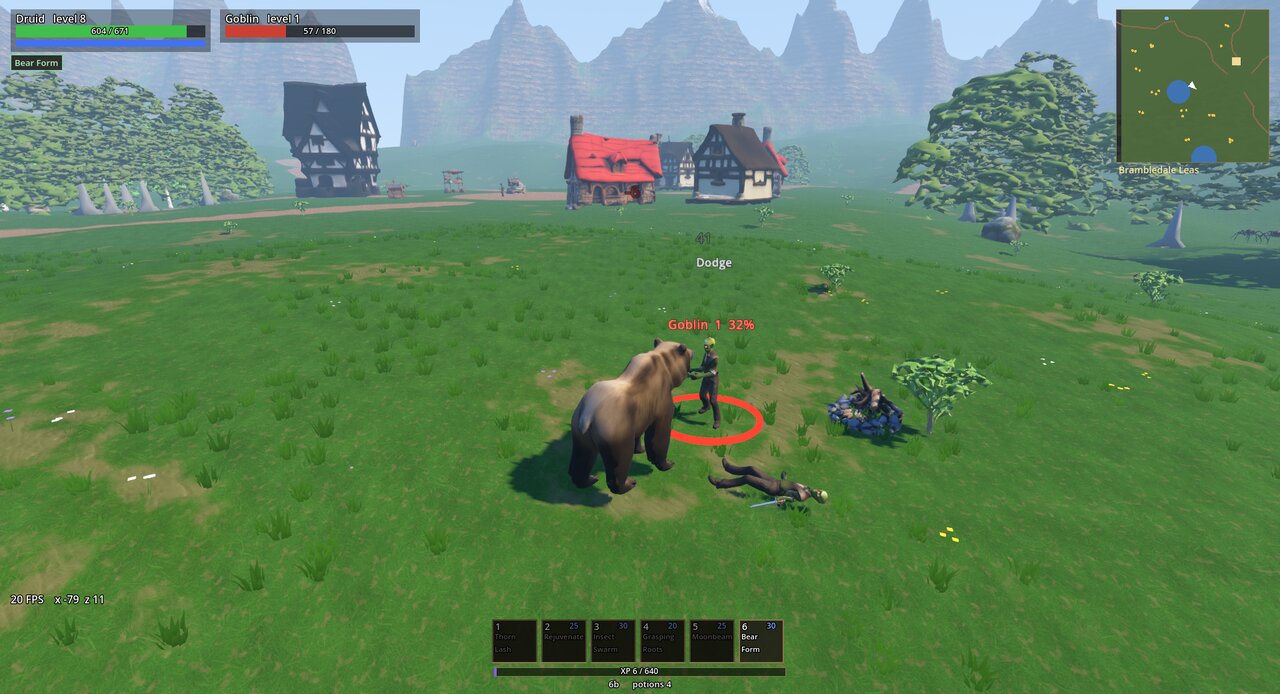 Druid level 8
604 / 671
Bear Form
Goblin level 1
57 / 180
Brambledale Leas
41
Dodge
Goblin 1 32%
20 FPS x -79 z 11
1
Thorn
Lash
2 25
Rejuvenate
3 30
Insect
Swarm
4 20
Grasping
Roots
5 25
Moonbeam
6 30
Bear
Form
XP 6 / 640
6b potions 4